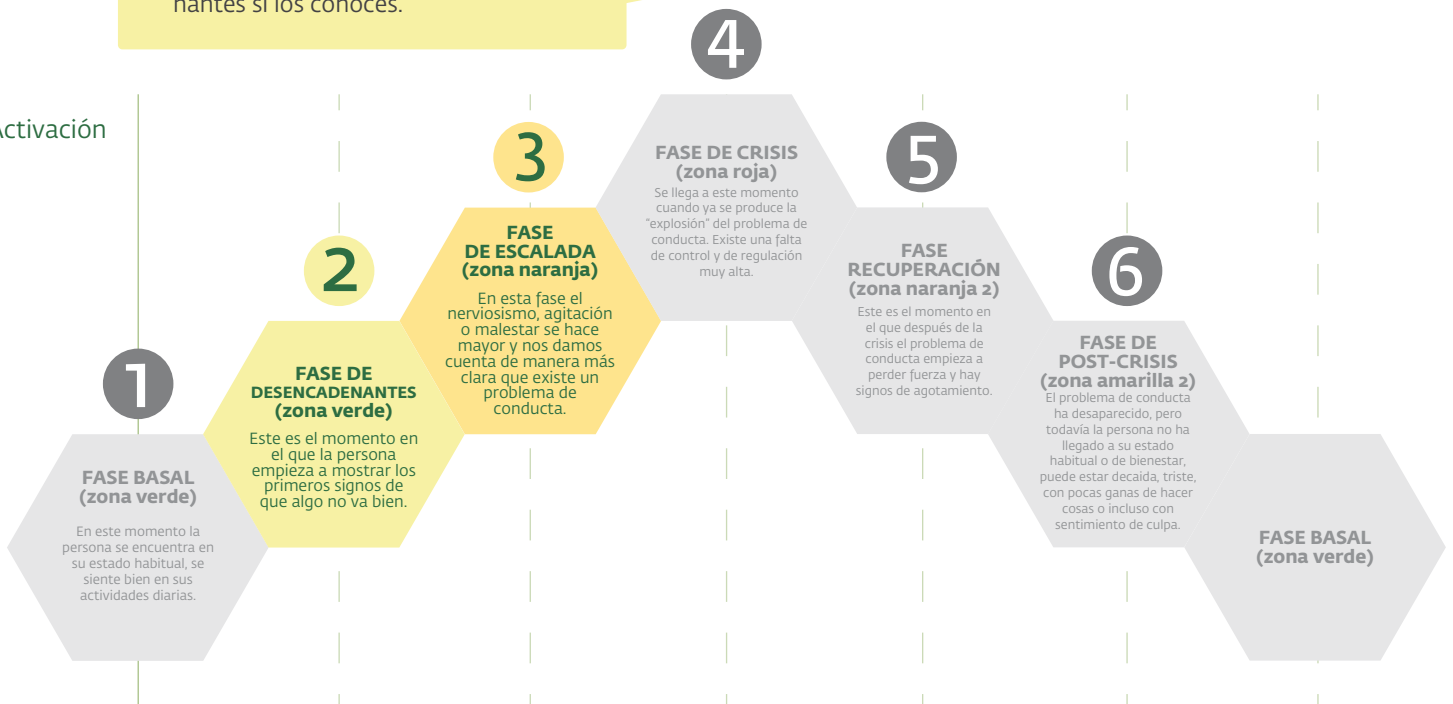 nantes si los conoces.
Activación
1
FASE BASAL
(zona verde)
En este momento la
persona se encuentra en
su estado habitual, se
siente bien en sus
actividades diarias.
2
FASE DE
DESENCADENANTES
(zona verde)
Este es el momento en
el que la persona
empieza a mostrar los
primeros signos de
que algo no va bien.
3
FASE
DE ESCALADA
(zona naranja)
En esta fase el
nerviosismo, agitación
o malestar se hace
mayor y nos damos
cuenta de manera más
clara que existe un
problema de
conducta.
4
FASE DE CRISIS
(zona roja)
Se llega a este momento
cuando ya se produce la
"explosión" del problema de
conducta. Existe una falta
de control y de regulación
muy alta.
5
FASE
RECUPERACIÓN
(zona naranja 2)
Este es el momento en
el que después de la
crisis el problema de
conducta empieza a
perder fuerza y hay
signos de agotamiento.
6
FASE DE
POST-CRISIS
(zona amarilla 2)
El problema de conducta
ha desaparecido, pero
todavía la persona no ha
llegado a su estado
habitual o de bienestar,
puede estar decaida, triste,
con pocas ganas de hacer
cosas o incluso con
sentimiento de culpa.
FASE BASAL
(zona verde)